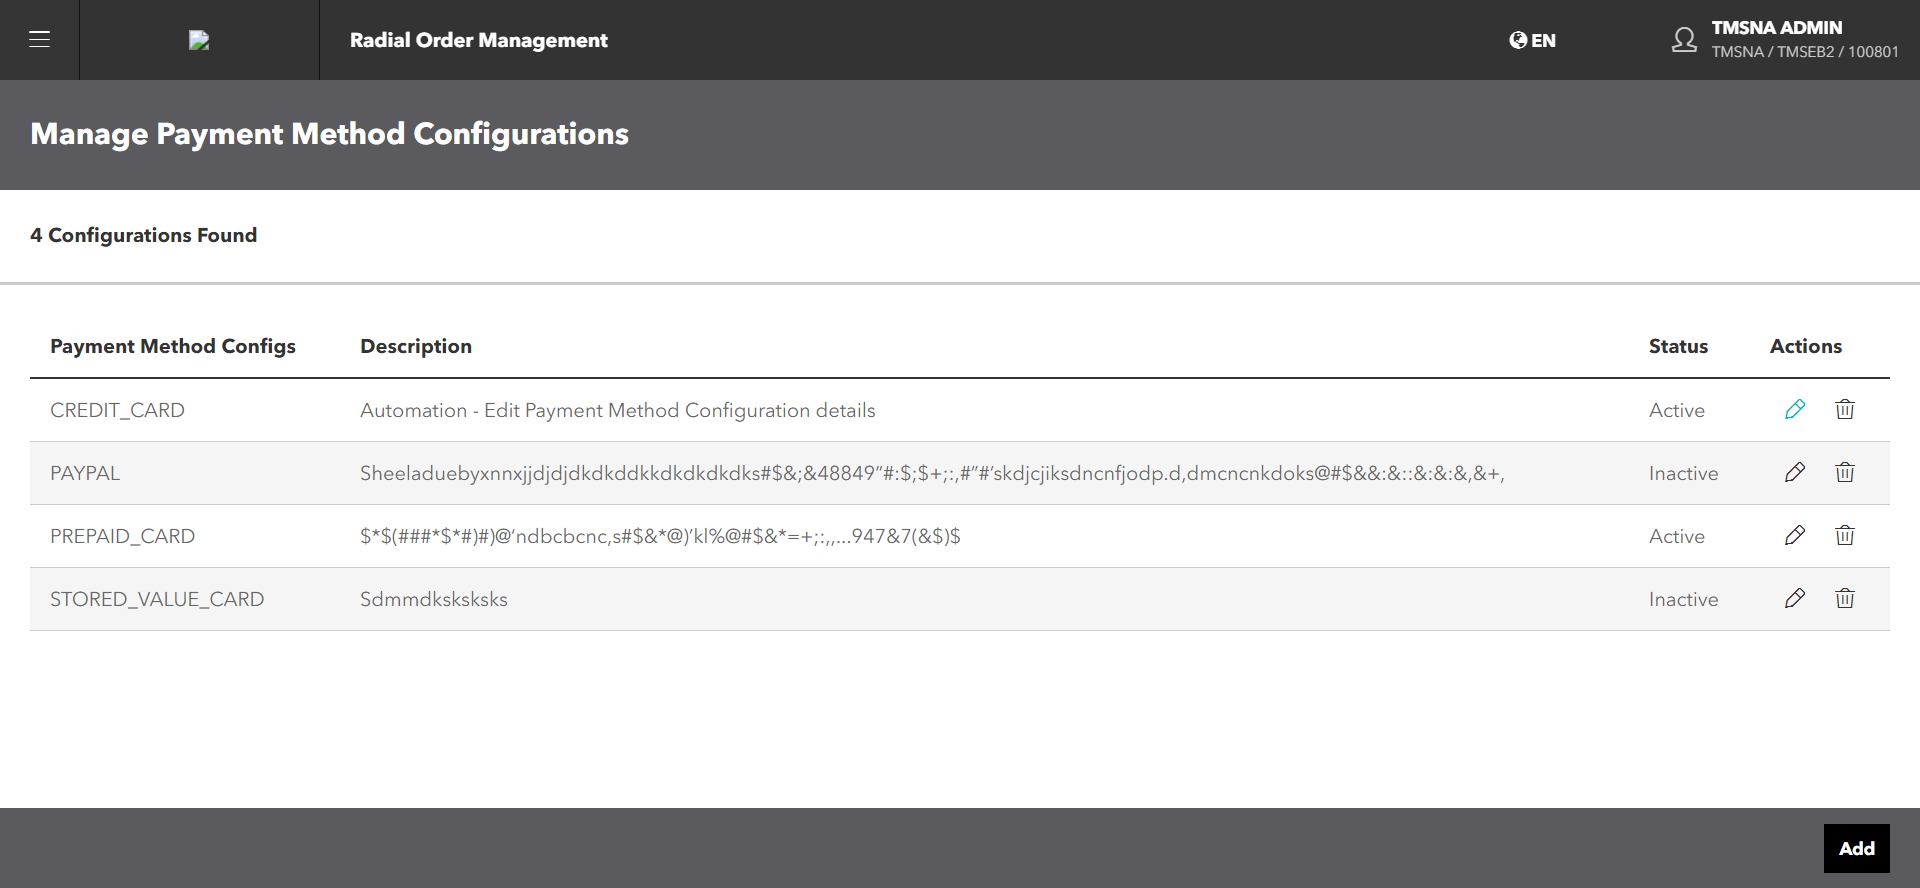 Radial Order Management
EN
TMSNA ADMIN
TMSNA / TMSEB2 / 100801
Manage Payment Method Configurations
4 Configurations Found
Payment Method Configs Description Status Actions
CREDIT_CARD Automation - Edit Payment Method Configuration details Active
PAYPAL Sheeladuebyxnnxjjdjdjdkdkddkkdkdkdkdks#$&;&48849"#:$;$+;:,#"#'skdjcjiksdncnfjodp.d,dmcncnkdoks@#$&&:&::&:&:&,&+, Inactive
PREPAID_CARD $*$(###*$*#)#)@'ndbcbcnc,s#$&*@)'kl%@#$&*=+;:,,...947&7(&$)$ Active
STORED_VALUE_CARD Sdmmdksksksks Inactive
Add